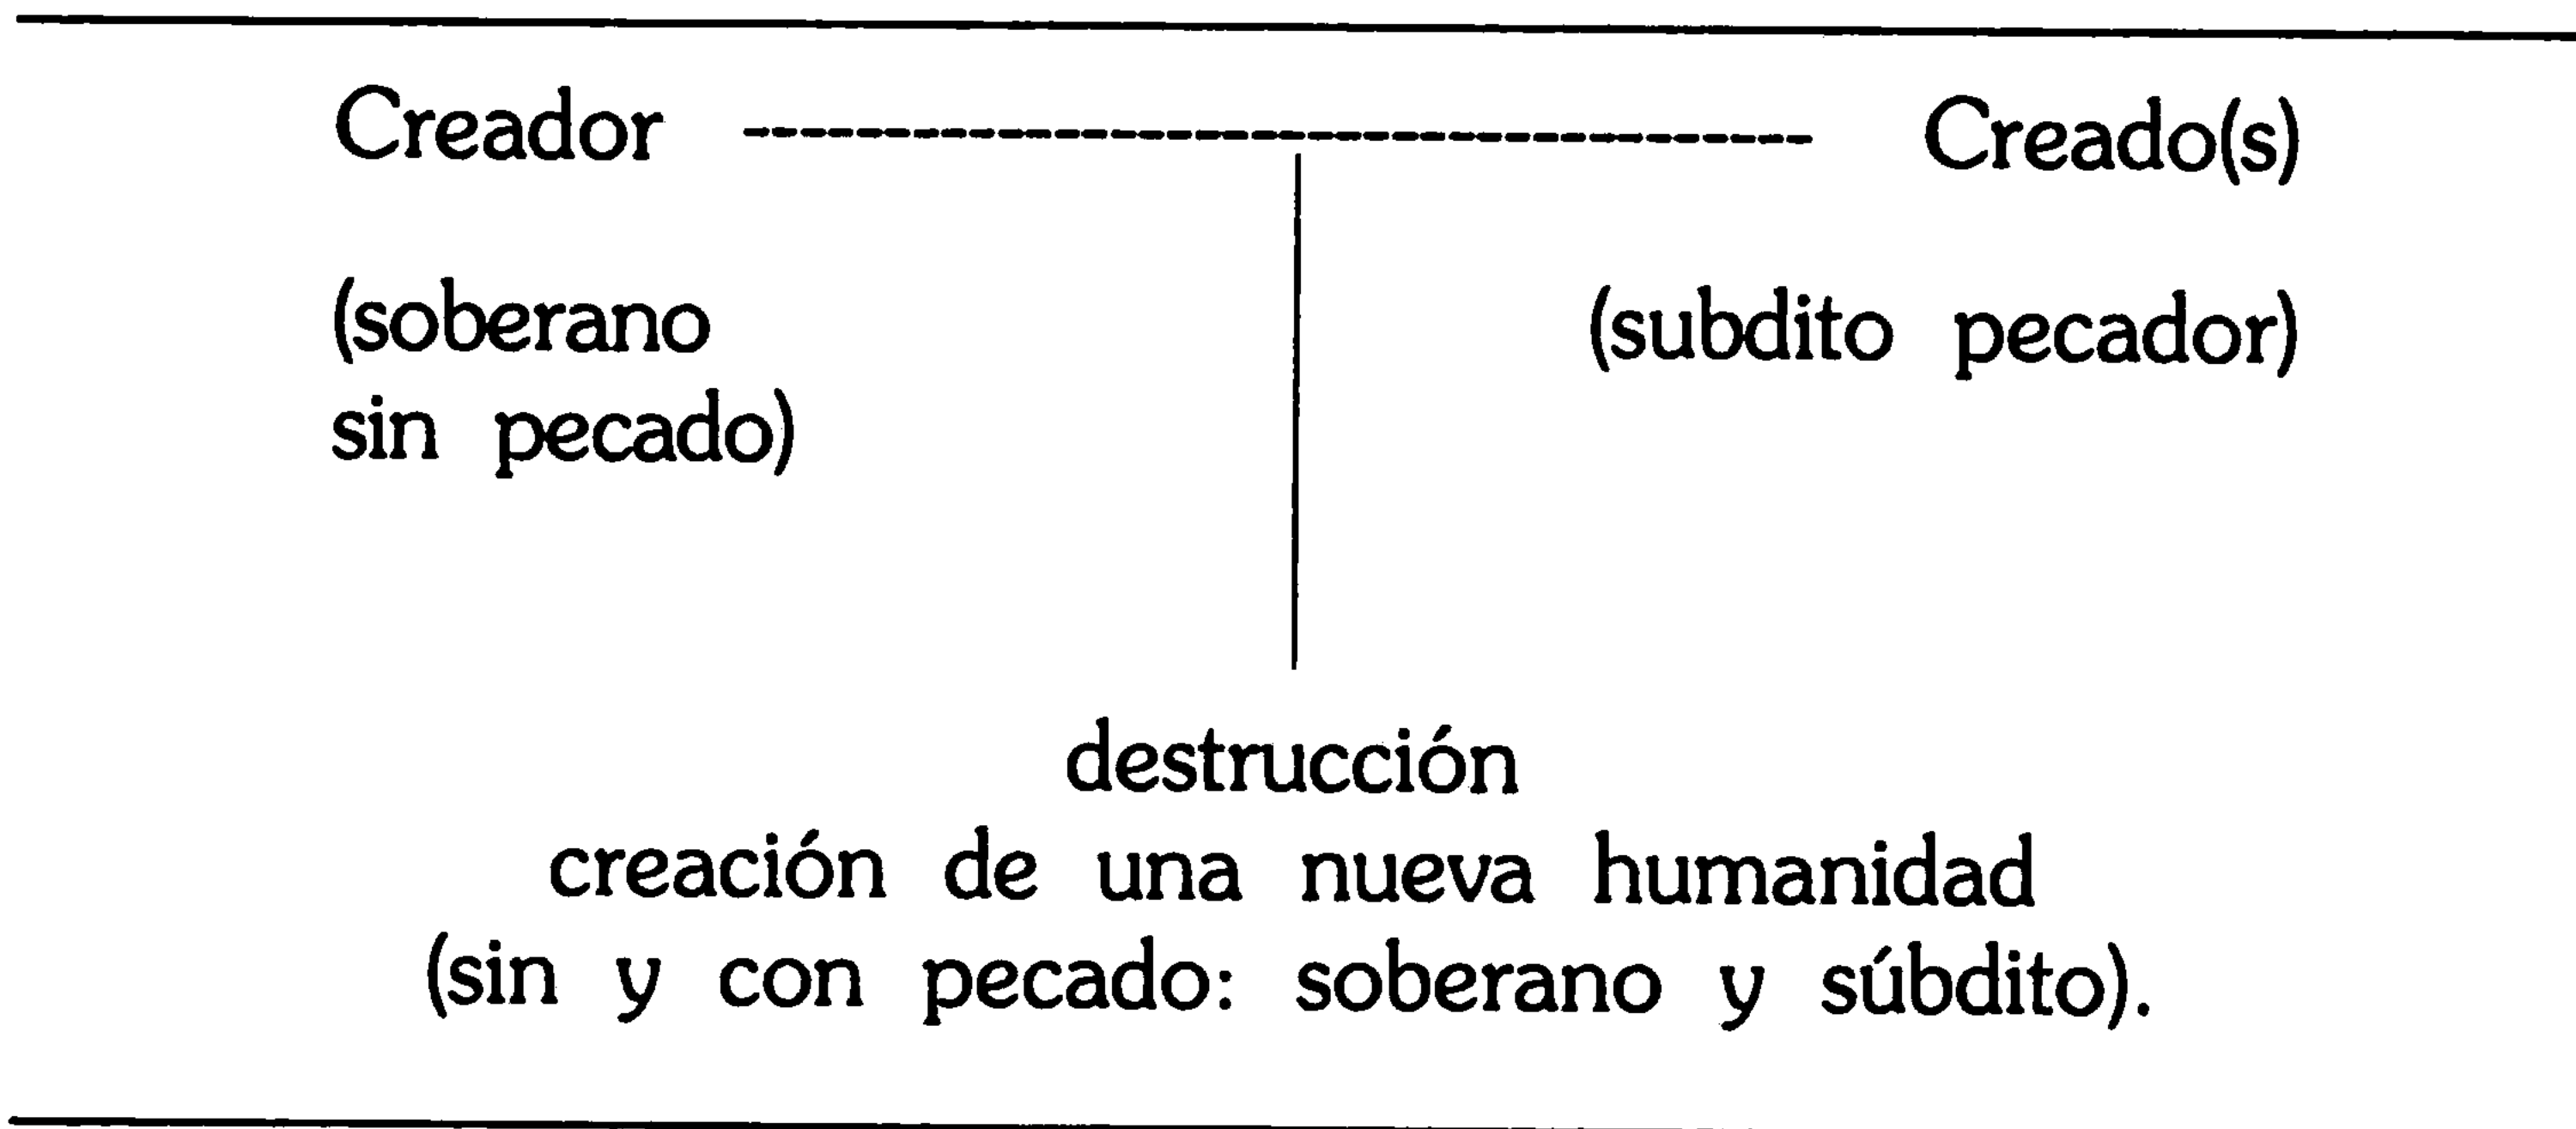 Creador Creado(s)
(soberano (subdito pecador)
sin pecado)
destrucción
creación de una nueva humanidad
(sin y con pecado: soberano y súbdito).